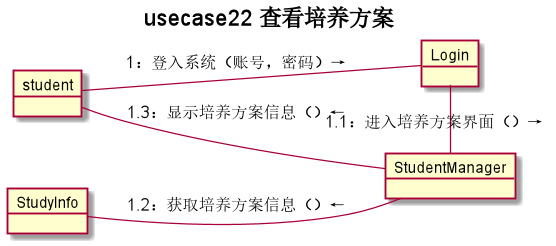 usecase22 查看培养方案
1：登入系统（账号，密码）→
Login
student
1.3：显示培养方案信息（）←
1.1：进入培养方案界面（）→
StudentManager
StudyInfo
1.2：获取培养方案信息（）←